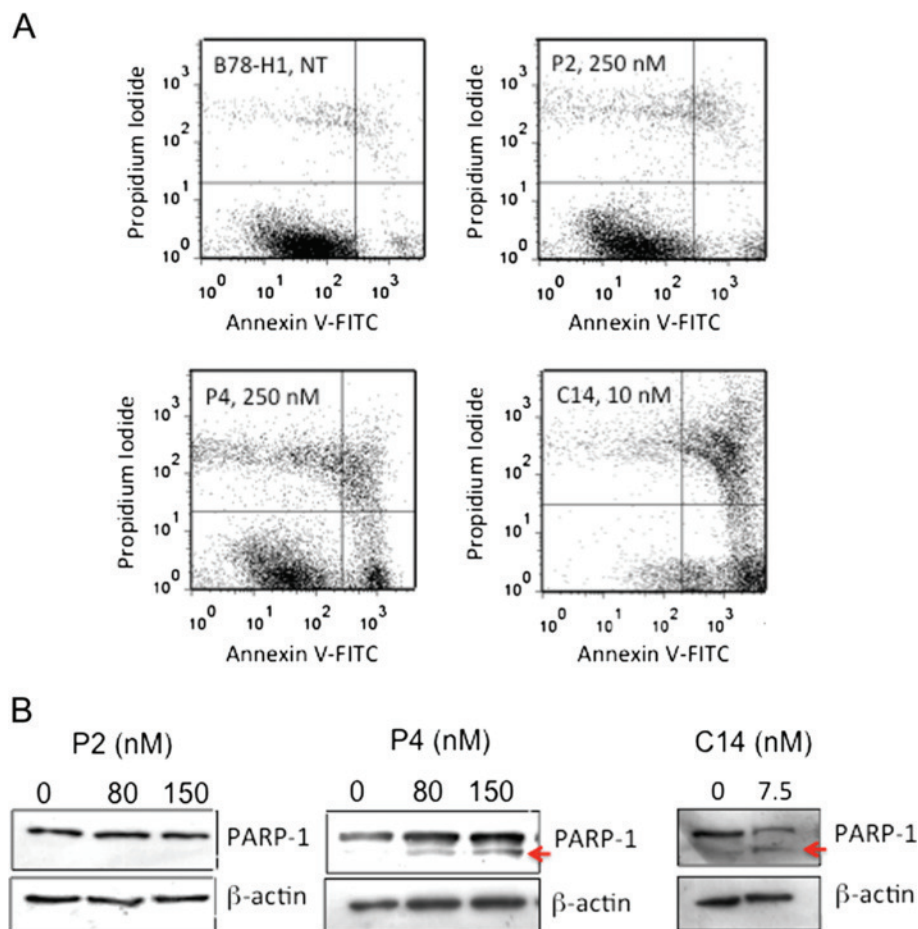 A
B78-H1, NT
Propidium Iodide
10³
10²
10¹
10⁰
10⁰ 10¹ 10² 10³
Annexin V-FITC
P2, 250 nM
Propidium Iodide
10³
10²
10¹
10⁰
10⁰ 10¹ 10² 10³
Annexin V-FITC
P4, 250 nM
Propidium Iodide
10³
10²
10¹
10⁰
10⁰ 10¹ 10² 10³
Annexin V-FITC
C14, 10 nM
Propidium Iodide
10³
10²
10¹
10⁰
10⁰ 10¹ 10² 10³
Annexin V-FITC
B
P2 (nM)
0 80 150
PARP-1
β-actin
P4 (nM)
0 80 150
PARP-1
β-actin
C14 (nM)
0 7.5
PARP-1
β-actin